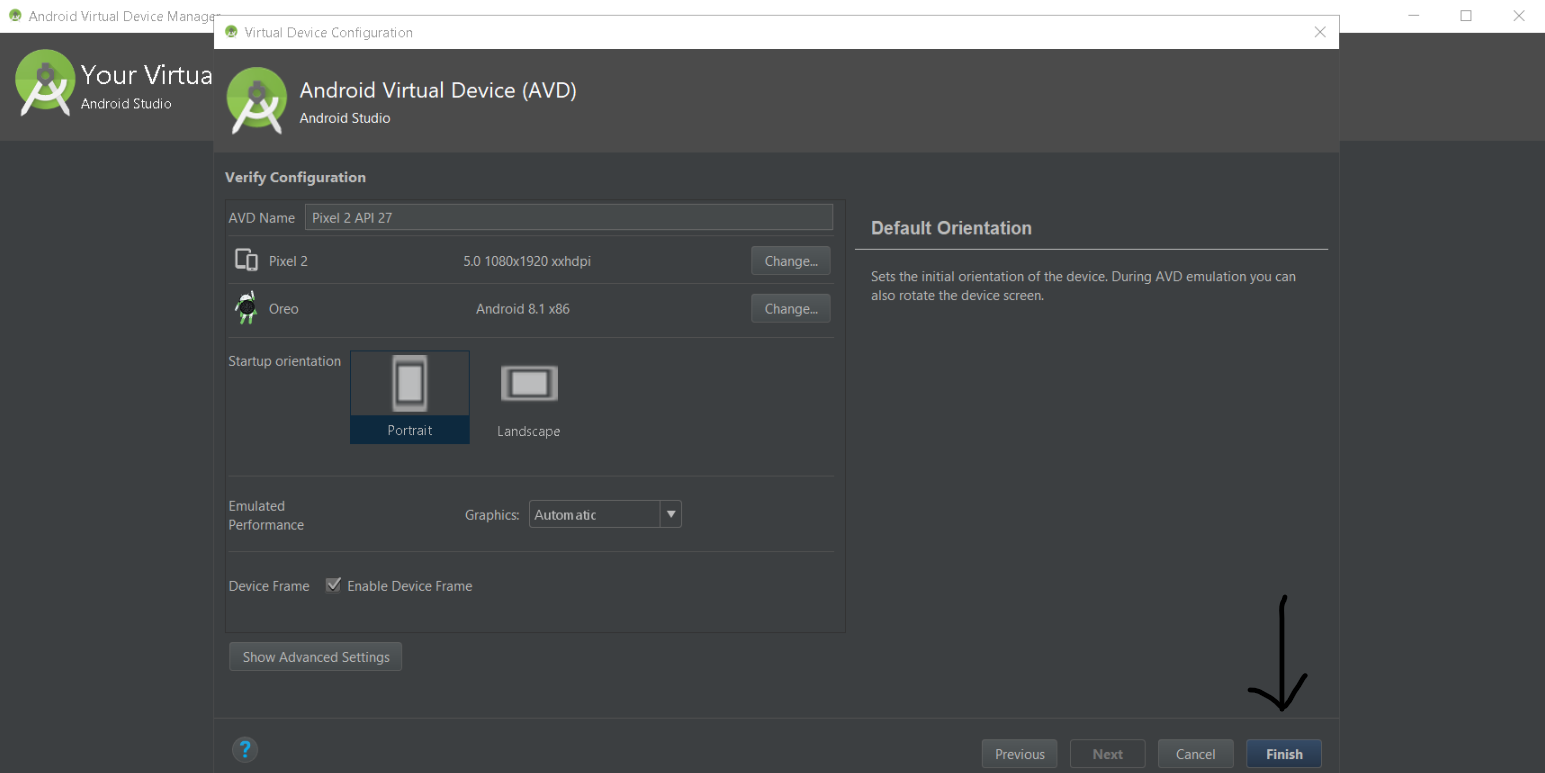 Android Virtual Device Manager
Virtual Device Configuration
Your Virtua
Android Studio
Android Virtual Device (AVD)
Android Studio
Verify Configuration
AVD Name Pixel 2 API 27
Pixel 2 5.0 1080x1920 xxhdpi Change...
Oreo Android 8.1 x86 Change...
Startup orientation
Portrait
Landscape
Emulated
Performance
Graphics: Automatic
Device Frame Enable Device Frame
Show Advanced Settings
Default Orientation
Sets the initial orientation of the device. During AVD emulation you can
also rotate the device screen.
?
Previous Next Cancel Finish